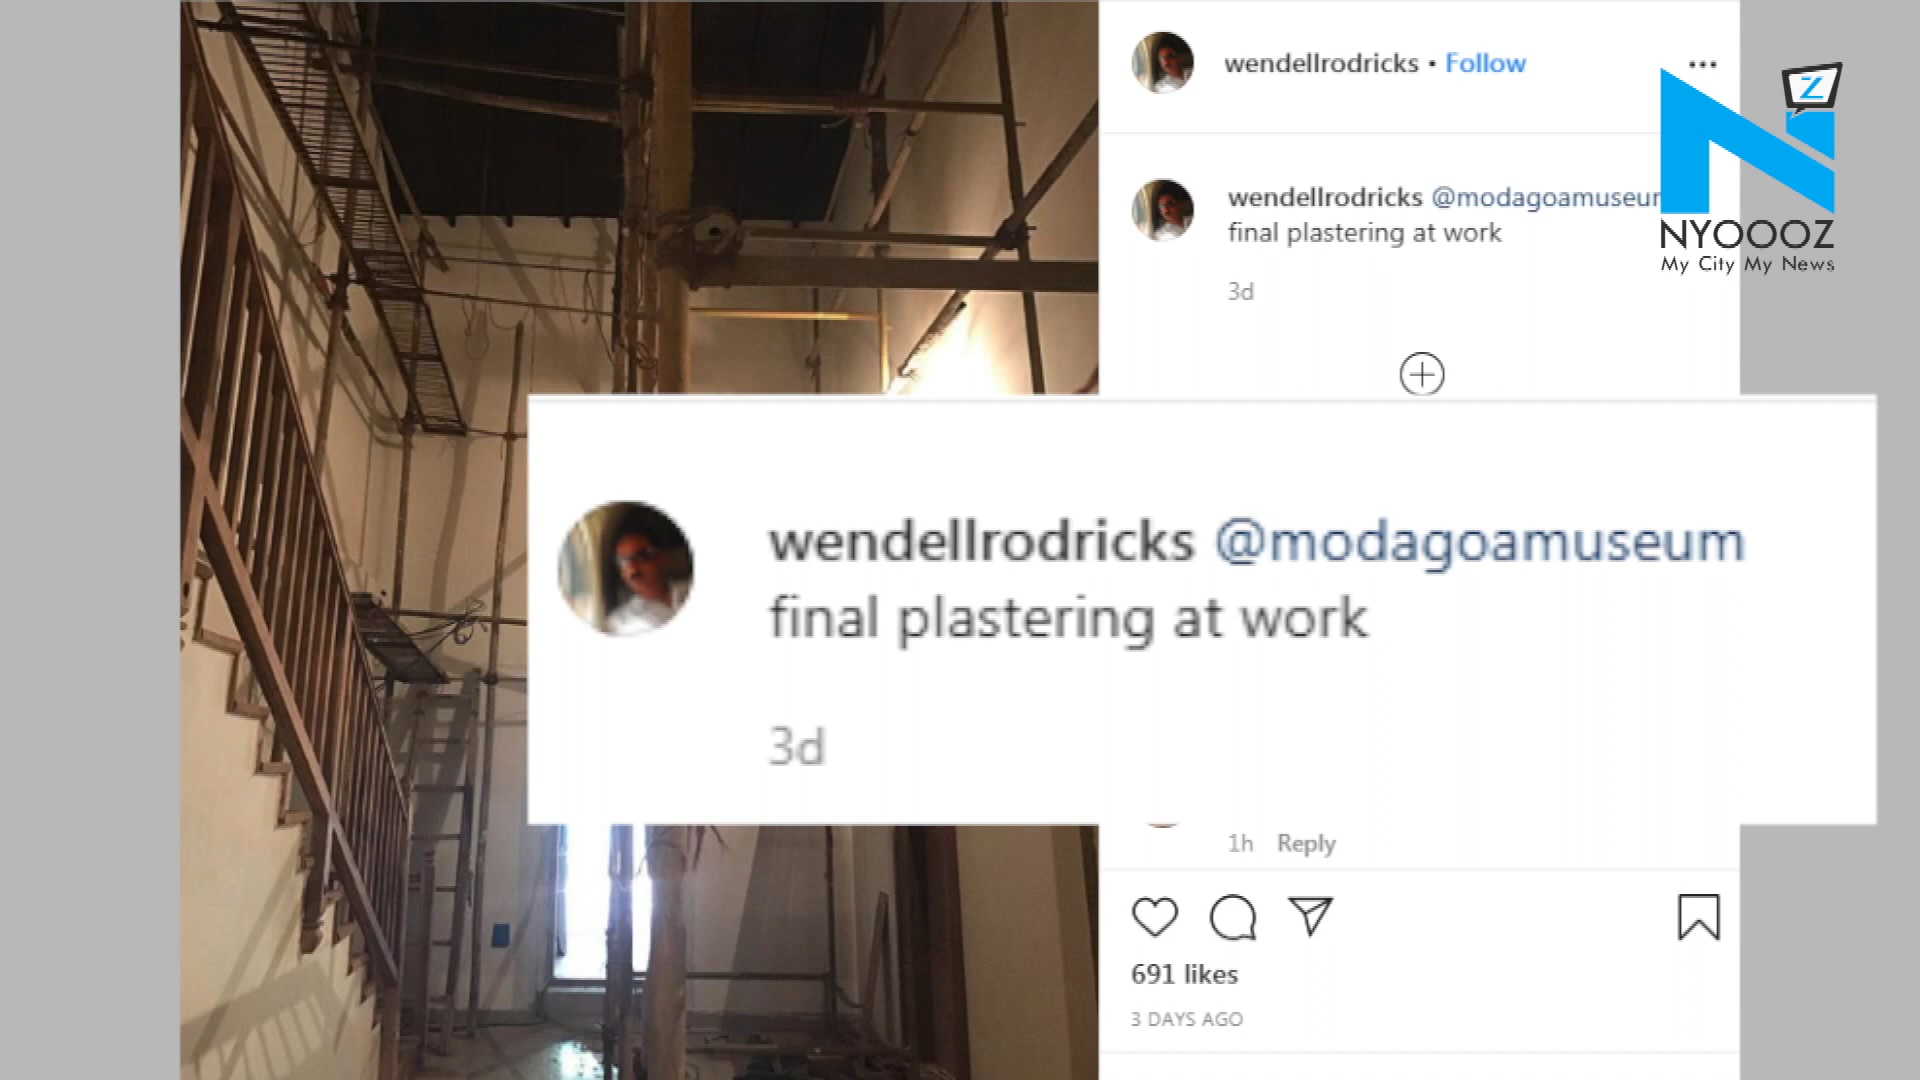 wendellrodricks • Follow
wendellrodricks @modagoamuseum
final plastering at work
3d
Z
NYOOOZ
My City My News
wendellrodricks @modagoamuseum
final plastering at work
3d
1h Reply
691 likes
3 DAYS AGO